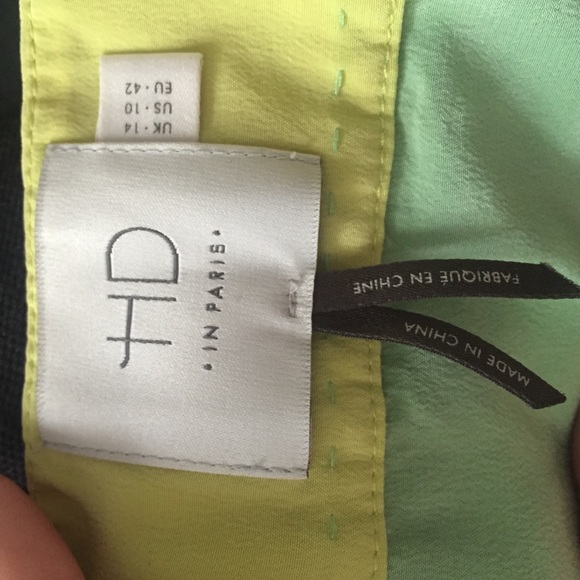 EU · 42
US · 10
UK · 14
HD
• IN PARIS •
FABRIQUÉ EN CHINE
MADE IN CHINA